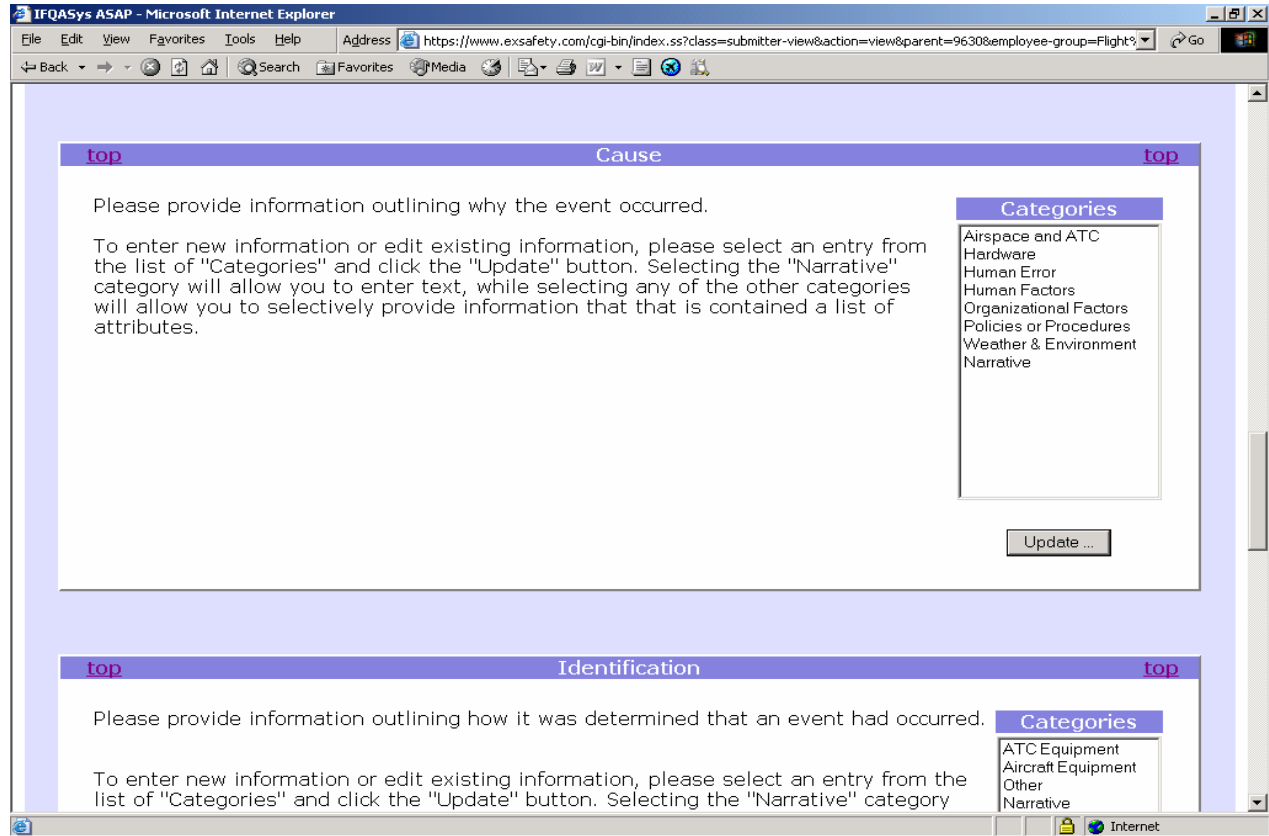 IFQASys ASAP - Microsoft Internet Explorer
File Edit View Favorites Tools Help Address https://www.exsafety.com/cgi-bin/index.ss?class=submitter-view&action=view&parent=9630&employee-group=Flight% Go
Back Search Favorites Media
top Cause top
Please provide information outlining why the event occurred.
Categories
To enter new information or edit existing information, please select an entry from
the list of "Categories" and click the "Update" button. Selecting the "Narrative"
category will allow you to enter text, while selecting any of the other categories
will allow you to selectively provide information that that is contained a list of
attributes.
Airspace and ATC
Hardware
Human Error
Human Factors
Organizational Factors
Policies or Procedures
Weather & Environment
Narrative
Update ...
top Identification top
Please provide information outlining how it was determined that an event had occurred.
Categories
To enter new information or edit existing information, please select an entry from the
list of "Categories" and click the "Update" button. Selecting the "Narrative" category
ATC Equipment
Aircraft Equipment
Other
Narrative
Internet